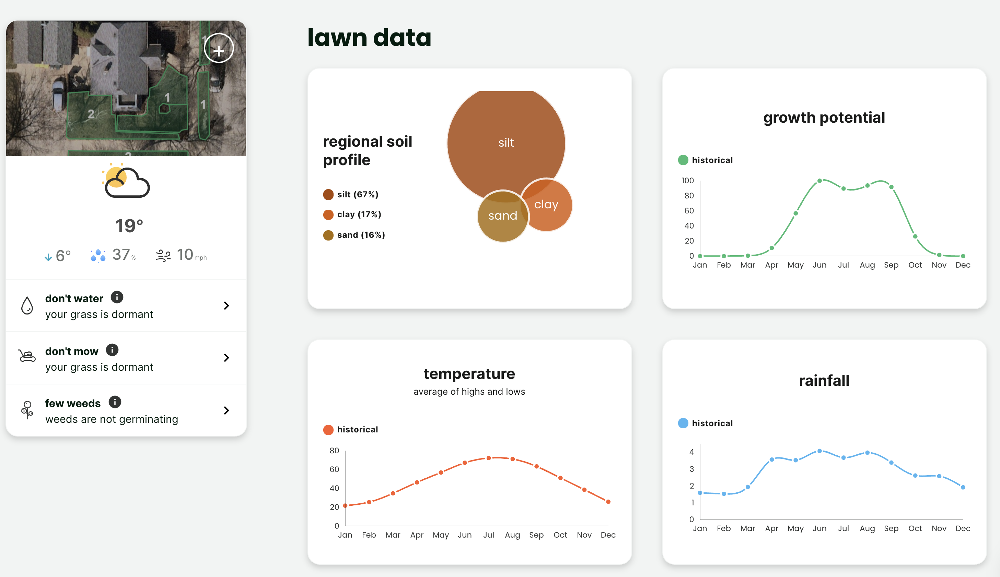 1
+
1
1
2
2
19°
6°
37 %
10 mph
don't water i
your grass is dormant
don't mow i
your grass is dormant
few weeds i
weeds are not germinating
lawn data
regional soil
profile
silt (67%)
clay (17%)
sand (16%)
silt
clay
sand
growth potential
historical
100
80
60
40
20
0
Jan Feb Mar Apr May Jun Jul Aug Sep Oct Nov Dec
temperature
average of highs and lows
historical
80
60
40
20
0
Jan Feb Mar Apr May Jun Jul Aug Sep Oct Nov Dec
rainfall
historical
4
3
2
1
0
Jan Feb Mar Apr May Jun Jul Aug Sep Oct Nov Dec